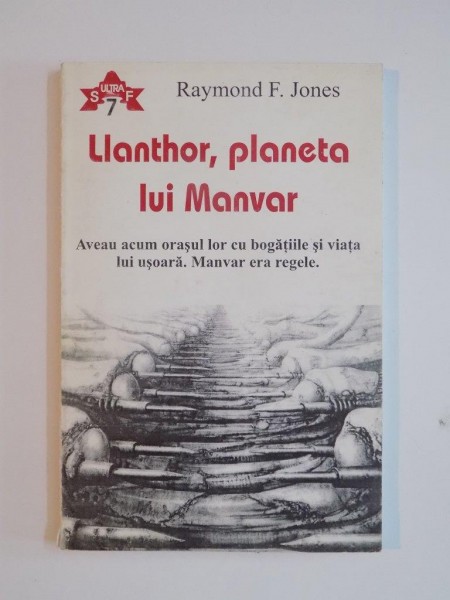 ULTRA
S F
7
Raymond F. Jones
Llanthor, planeta
lui Manvar
Aveau acum orașul lor cu bogățiile și viața
lui ușoară. Manvar era regele.